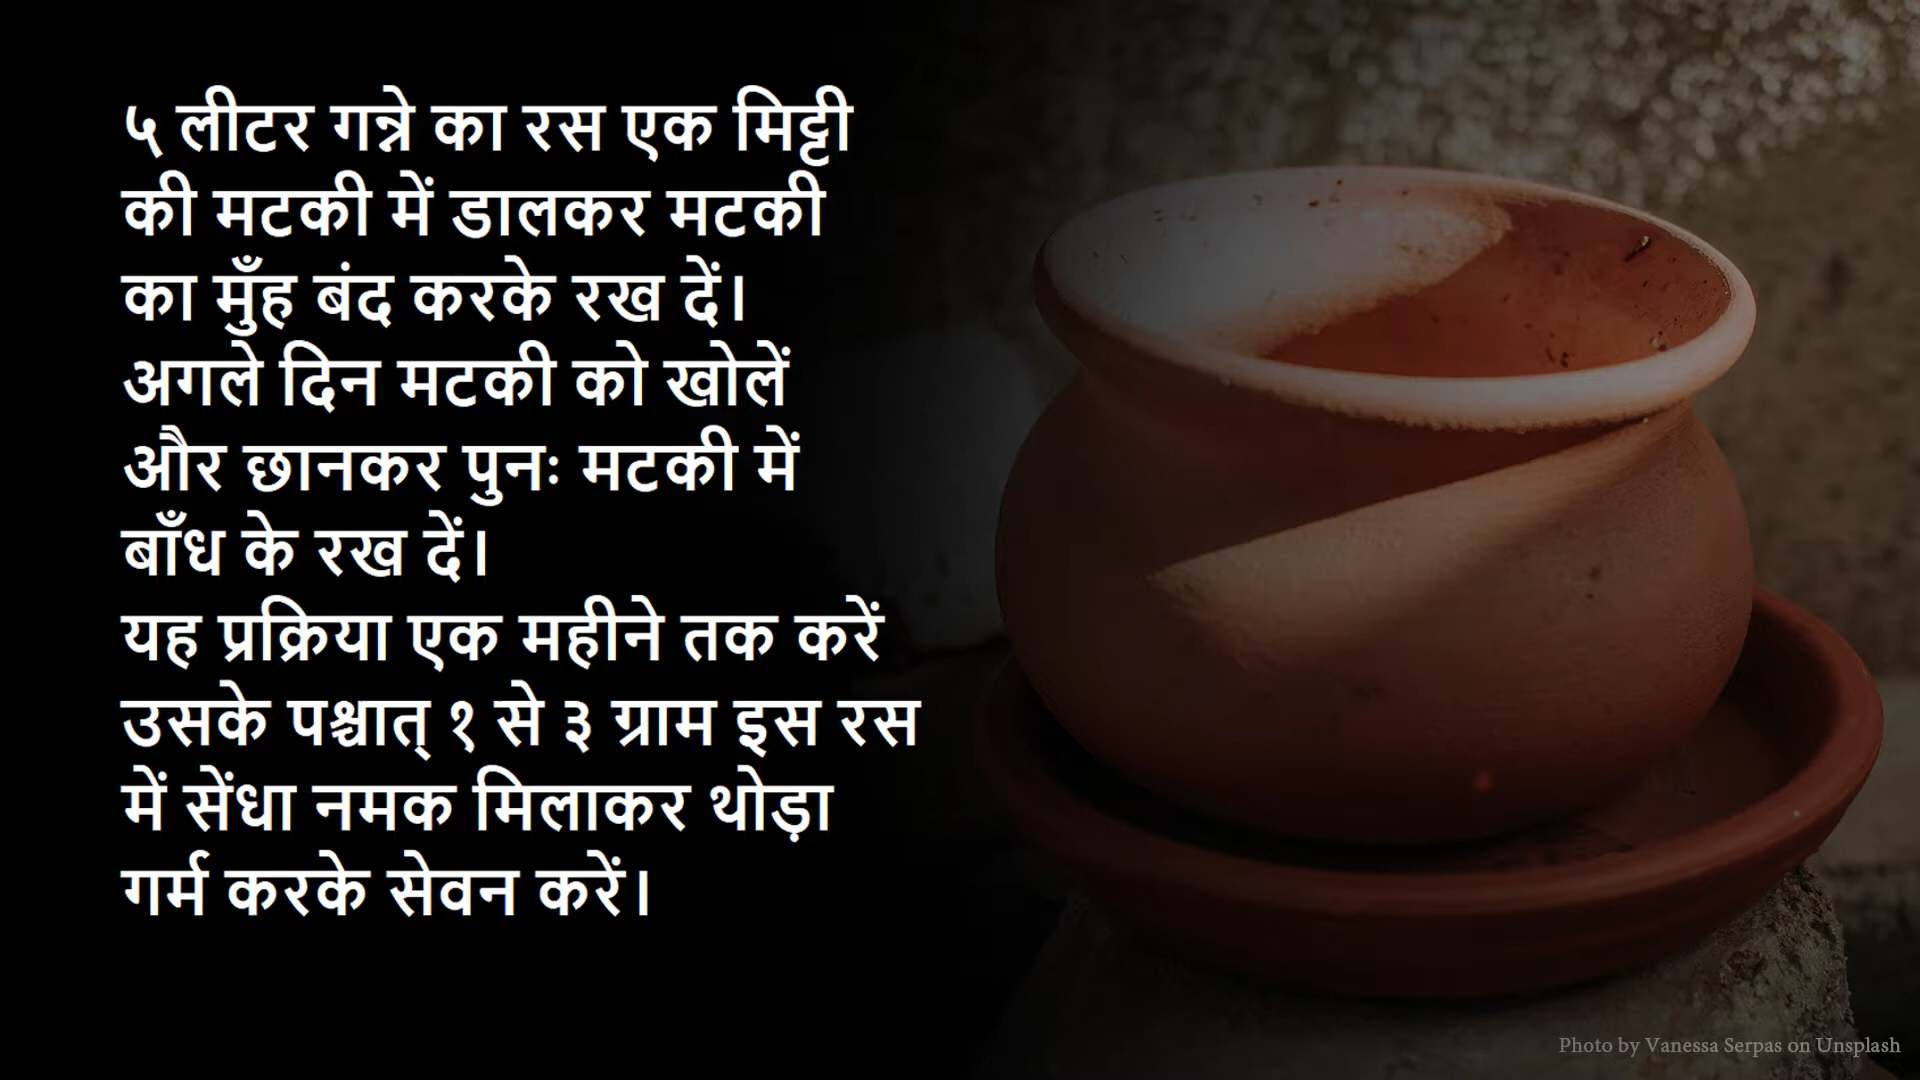 ५ लीटर गन्ने का रस एक मिट्टी
की मटकी में डालकर मटकी
का मुँह बंद करके रख दें।
अगले दिन मटकी को खोलें
और छानकर पुनः मटकी में
बाँध के रख दें।
यह प्रक्रिया एक महीने तक करें
उसके पश्चात् १ से ३ ग्राम इस रस
में सेंधा नमक मिलाकर थोड़ा
गर्म करके सेवन करें।
Photo by Vanessa Serpas on Unsplash